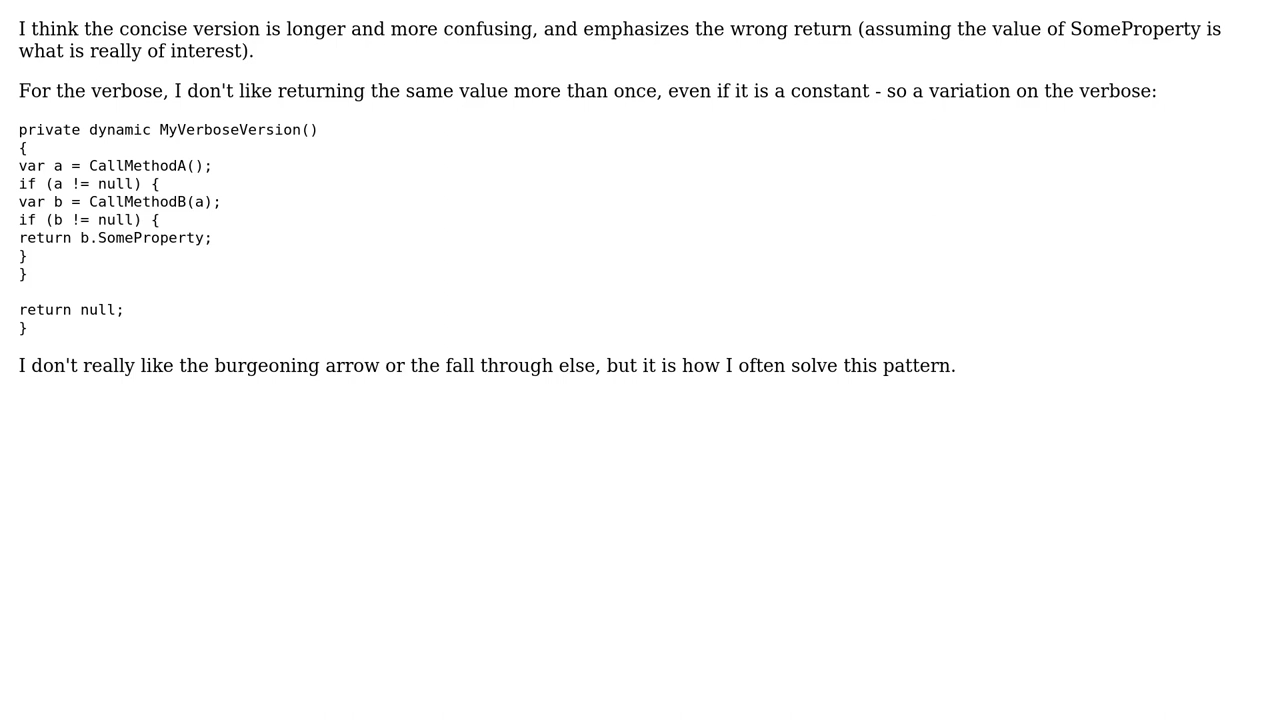 I think the concise version is longer and more confusing, and emphasizes the wrong return (assuming the value of SomeProperty is
what is really of interest).
For the verbose, I don't like returning the same value more than once, even if it is a constant - so a variation on the verbose:
private dynamic MyVerboseVersion()
{
var a = CallMethodA();
if (a != null) {
var b = CallMethodB(a);
if (b != null) {
return b.SomeProperty;
}
}
return null;
}
I don't really like the burgeoning arrow or the fall through else, but it is how I often solve this pattern.